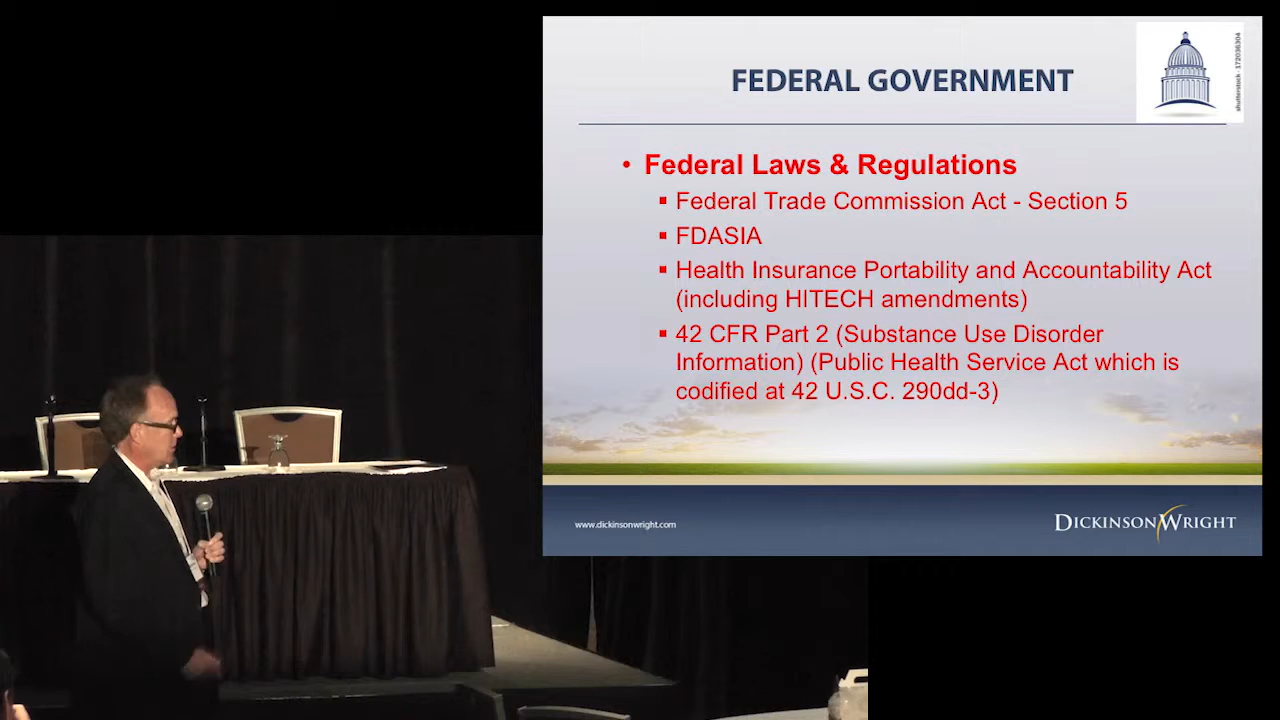 FEDERAL GOVERNMENT
shutterstock · 172036304
• Federal Laws & Regulations
▪ Federal Trade Commission Act - Section 5
▪ FDASIA
▪ Health Insurance Portability and Accountability Act
(including HITECH amendments)
▪ 42 CFR Part 2 (Substance Use Disorder
Information) (Public Health Service Act which is
codified at 42 U.S.C. 290dd-3)
www.dickinsonwright.com
DICKINSON WRIGHT